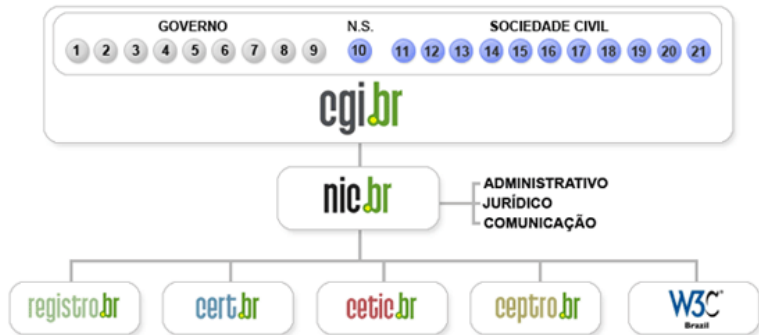 GOVERNO N.S. SOCIEDADE CIVIL
1 2 3 4 5 6 7 8 9 10 11 12 13 14 15 16 17 18 19 20 21
cgi.br
nic.br
ADMINISTRATIVO
JURÍDICO
COMUNICAÇÃO
registro.br cert.br cetic.br ceptro.br W3C®
Brazil